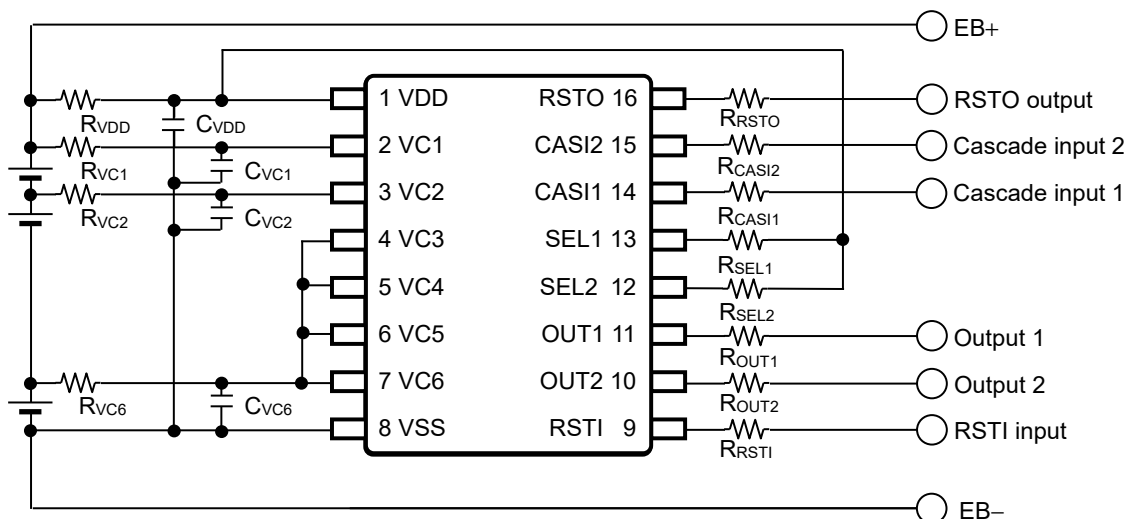 EB+
1 VDD
RSTO 16
RSTO output
RVDD
CVDD
RRSTO
2 VC1
CASI2 15
Cascade input 2
RVC1
CVC1
RCASI2
3 VC2
CASI1 14
Cascade input 1
RVC2
CVC2
RCASI1
4 VC3
SEL1 13
RSEL1
5 VC4
SEL2 12
RSEL2
6 VC5
OUT1 11
Output 1
ROUT1
7 VC6
OUT2 10
Output 2
RVC6
CVC6
ROUT2
8 VSS
RSTI 9
RSTI input
RRSTI
EB−